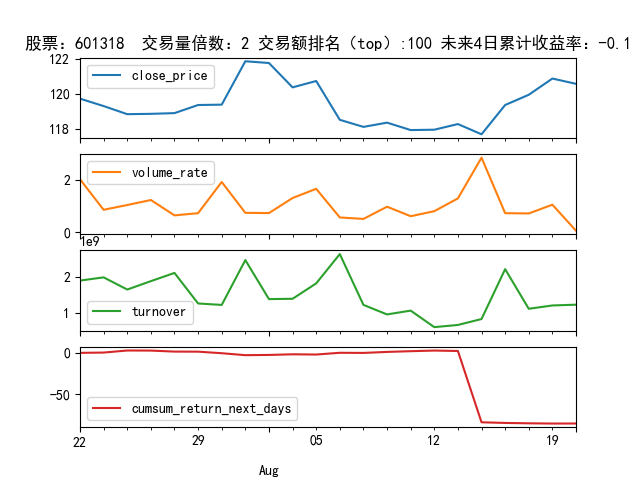 股票：601318 交易量倍数：2 交易额排名（top）:100 未来4日累计收益率：-0.1
122
120
118
close_price
2
0
volume_rate
1e9
2
1
turnover
0
−50
cumsum_return_next_days
22 29 05 12 19
Aug